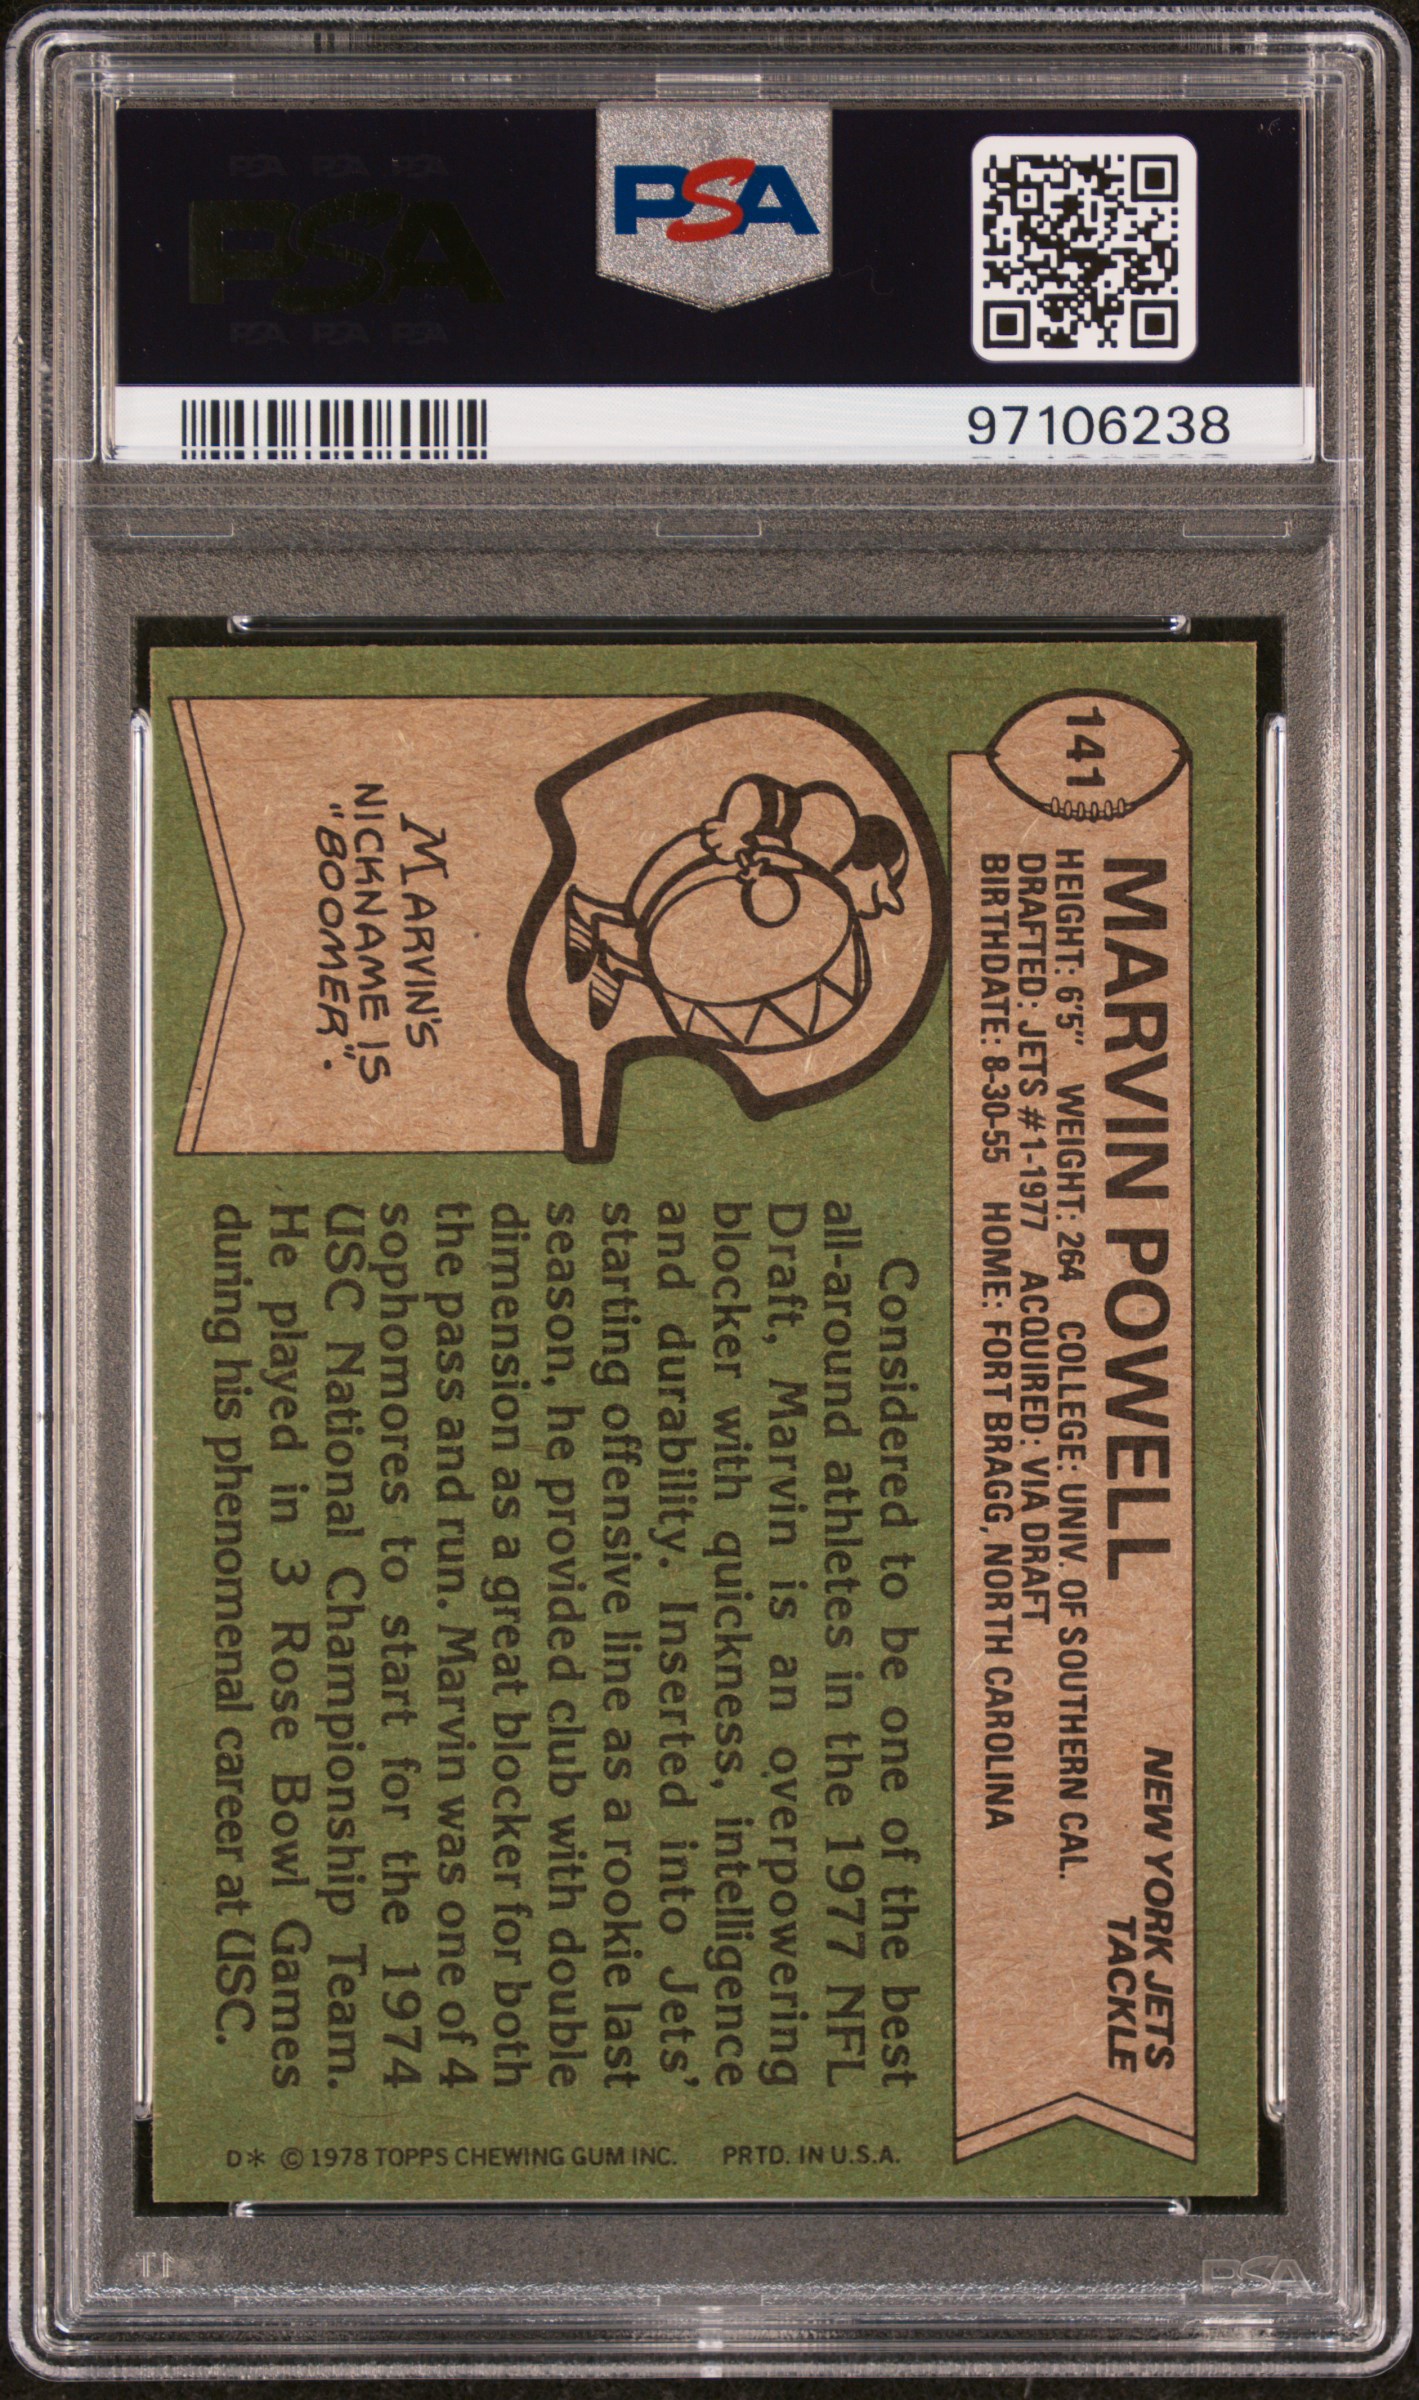 PSA PSA PSA
PSA
PSA PSA PSA
PSA
97106238
141
MARVIN POWELL
NEW YORK JETS
TACKLE
HEIGHT: 6'5" WEIGHT: 264 COLLEGE: UNIV. OF SOUTHERN CAL.
DRAFTED: JETS #1-1977 ACQUIRED: VIA DRAFT
BIRTHDATE: 8-30-55 HOME: FORT BRAGG, NORTH CAROLINA
MARVIN'S
NICKNAME IS
"BOOMER".
Considered to be one of the best
all-around athletes in the 1977 NFL
Draft, Marvin is an overpowering
blocker with quickness, intelligence
and durability. Inserted into Jets'
starting offensive line as a rookie last
season, he provided club with double
dimension as a great blocker for both
the pass and run. Marvin was one of 4
sophomores to start for the 1974
USC National Championship Team.
He played in 3 Rose Bowl Games
during his phenomenal career at USC.
D* © 1978 TOPPS CHEWING GUM INC. PRTD. IN U.S.A.
PSA